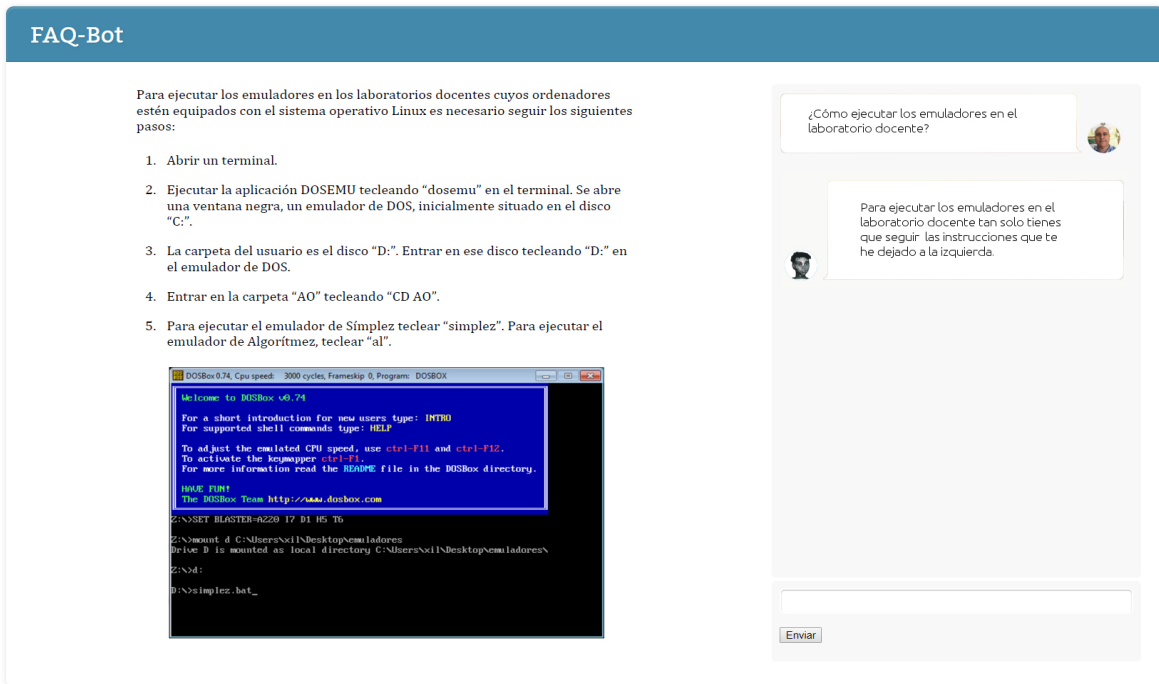 FAQ-Bot
Para ejecutar los emuladores en los laboratorios docentes cuyos ordenadores
estén equipados con el sistema operativo Linux es necesario seguir los siguientes
pasos:
1. Abrir un terminal.
2. Ejecutar la aplicación DOSEMU tecleando “dosemu” en el terminal. Se abre
una ventana negra, un emulador de DOS, inicialmente situado en el disco
“C:”.
3. La carpeta del usuario es el disco “D:”. Entrar en ese disco tecleando “D:” en
el emulador de DOS.
4. Entrar en la carpeta “AO” tecleando “CD AO”.
5. Para ejecutar el emulador de Símplez teclear “simplez”. Para ejecutar el
emulador de Algorítmez, teclear “al”.
DOSBox 0.74, Cpu speed: 3000 cycles, Frameskip 0, Program: DOSBOX
Welcome to DOSBox v0.74
For a short introduction for new users type: INTRO
For supported shell commands type: HELP
To adjust the emulated CPU speed, use ctrl-F11 and ctrl-F12.
To activate the keymapper ctrl-F1.
For more information read the README file in the DOSBox directory.
HAVE FUN!
The DOSBox Team http://www.dosbox.com
Z:\>SET BLASTER=A220 I7 D1 H5 T6
Z:\>mount d C:\Users\xil\Desktop\emuladores
Drive D is mounted as local directory C:\Users\xil\Desktop\emuladores\
Z:\>d:
D:\>simplez.bat_
¿Cómo ejecutar los emuladores en el
laboratorio docente?
Para ejecutar los emuladores en el
laboratorio docente tan solo tienes
que seguir las instrucciones que te
he dejado a la izquierda.
Enviar